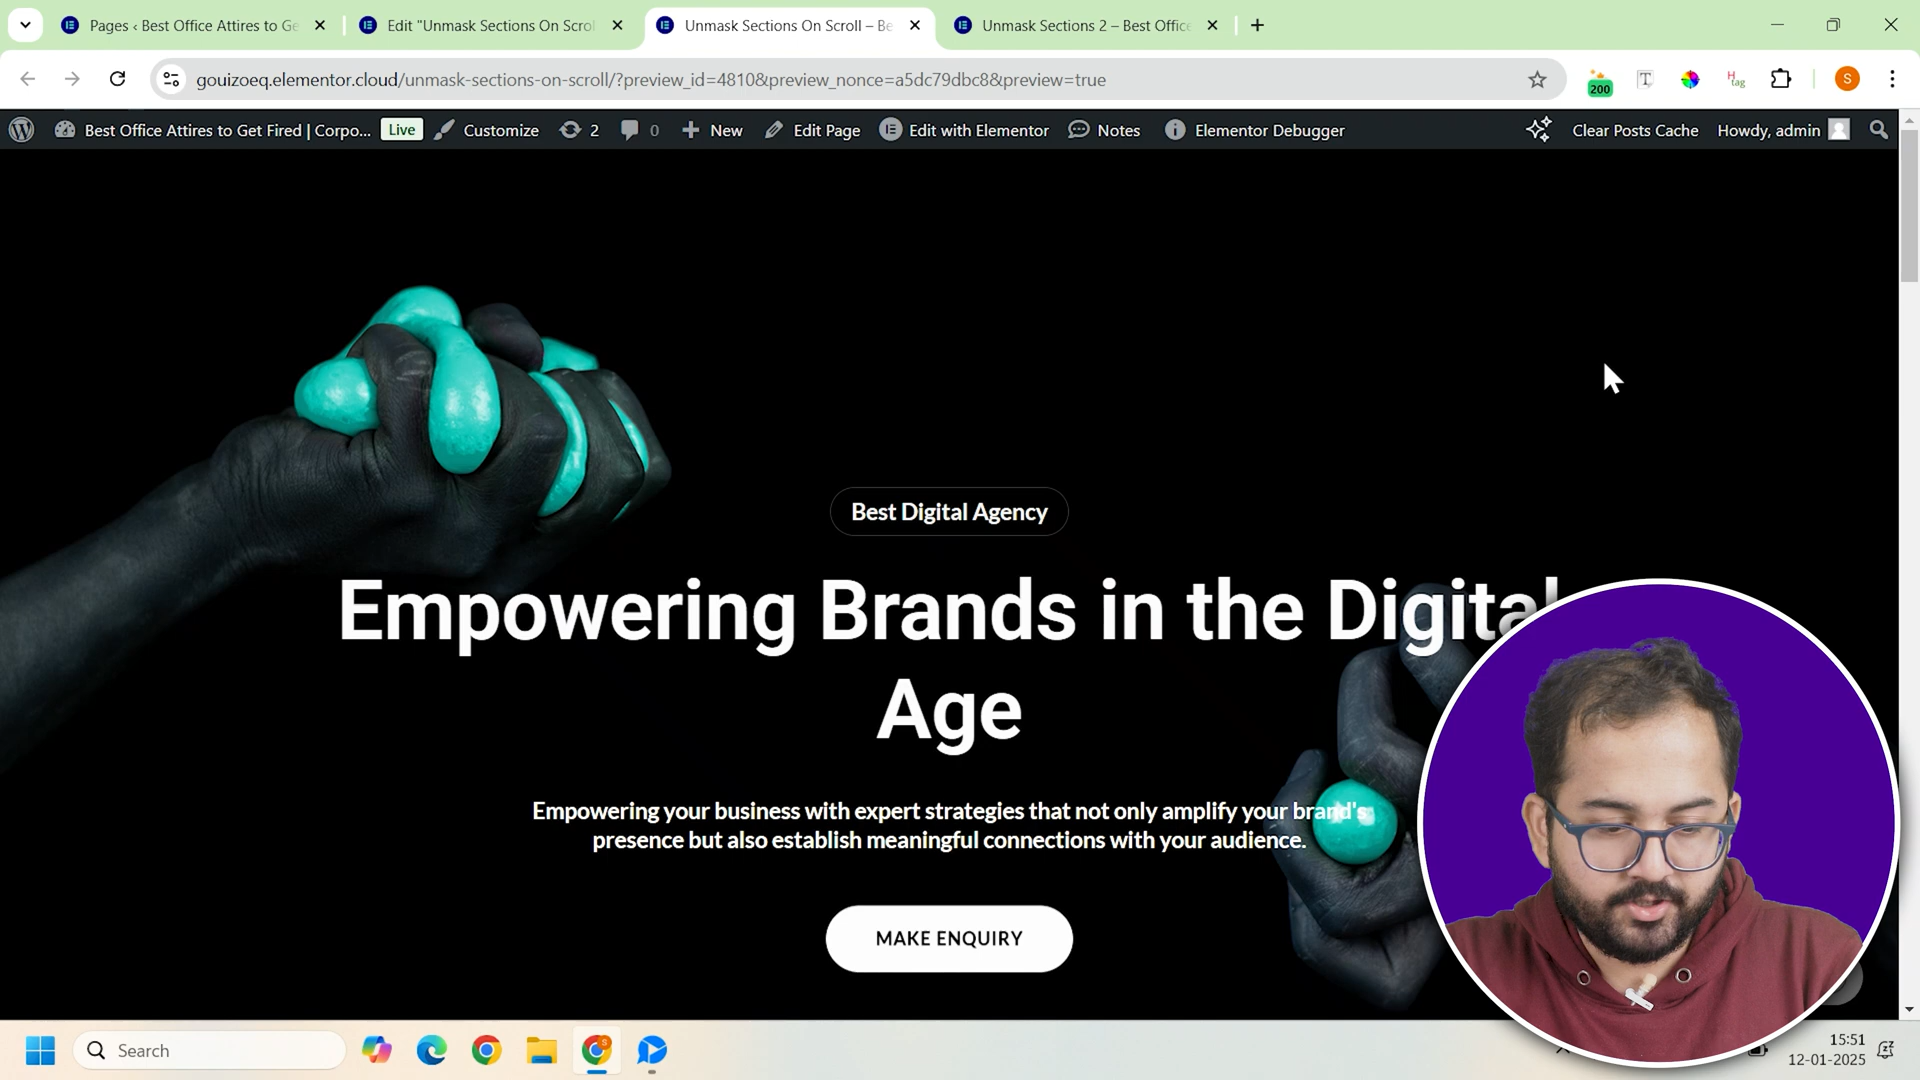 Pages ‹ Best Office Attires to Ge
Edit "Unmask Sections On Scrol
Unmask Sections On Scroll – Be
Unmask Sections 2 – Best Office
gouizoeq.elementor.cloud/unmask-sections-on-scroll/?preview_id=4810&preview_nonce=a5dc79dbc8&preview=true
200
T
H tag
S
Best Office Attires to Get Fired | Corpo... Live Customize 2 0 New Edit Page Edit with Elementor Notes Elementor Debugger Clear Posts Cache Howdy, admin
Best Digital Agency
Empowering Brands in the Digital
Age
Empowering your business with expert strategies that not only amplify your brand's
presence but also establish meaningful connections with your audience.
MAKE ENQUIRY
Search
15:51
12-01-2025